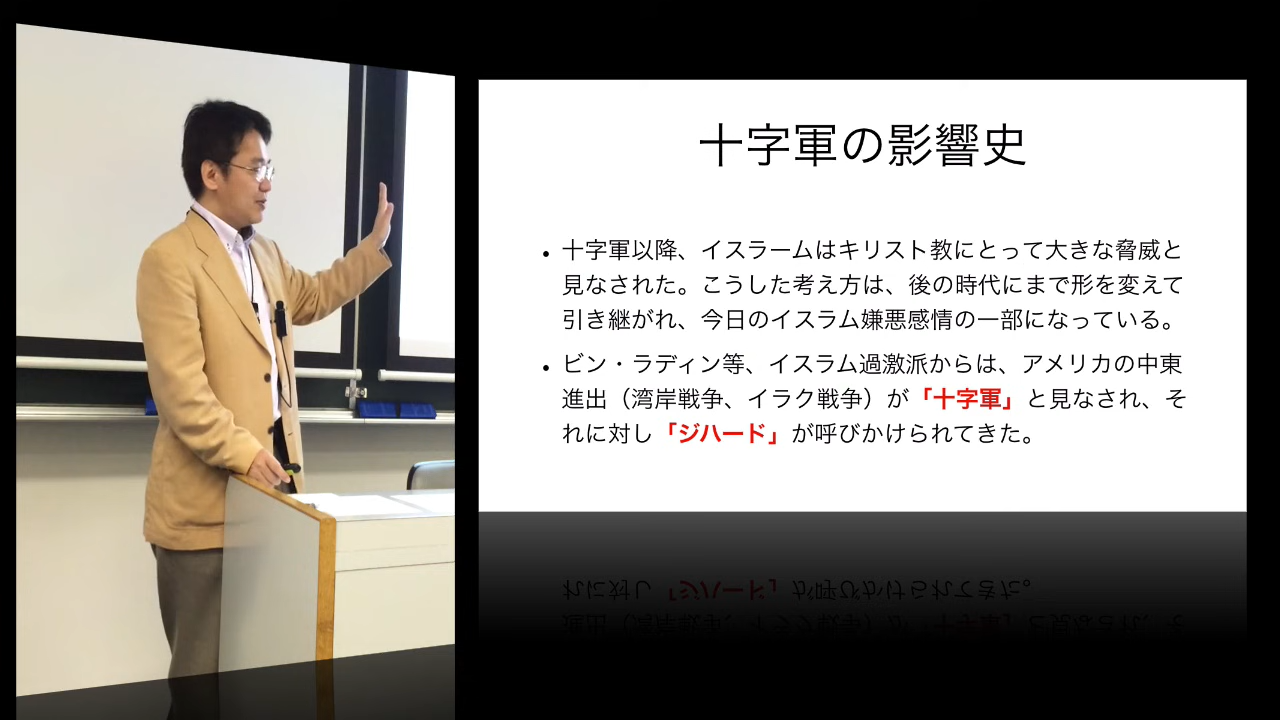 十字軍の影響史
• 十字軍以降、イスラームはキリスト教にとって大きな脅威と
見なされた。こうした考え方は、後の時代にまで形を変えて
引き継がれ、今日のイスラム嫌悪感情の一部になっている。
• ビン・ラディン等、イスラム過激派からは、アメリカの中東
進出（湾岸戦争、イラク戦争）が「十字軍」と見なされ、そ
れに対し「ジハード」が呼びかけられてきた。